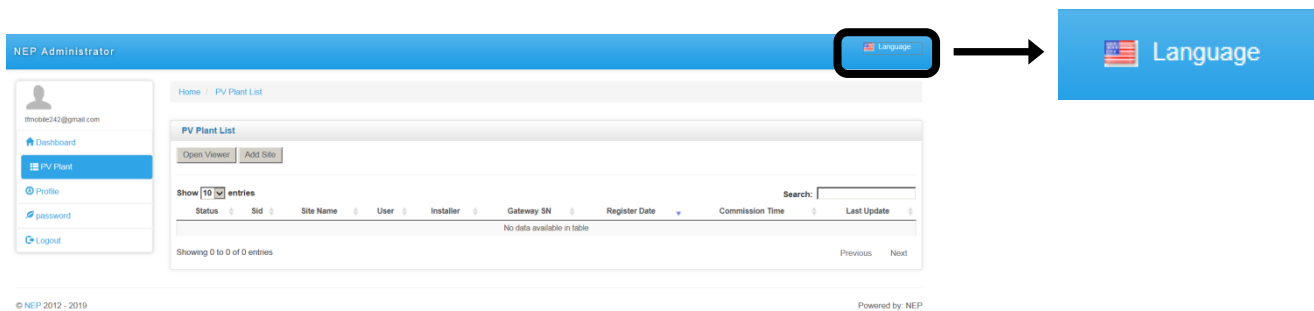 NEP Administrator
Language
Language
lfmobile242@gmail.com
Dashboard
PV Plant
Profile
password
Logout
Home / PV Plant List
PV Plant List
Open Viewer Add Site
Show 10 entries Search:
Status Sid Site Name User Installer Gateway SN Register Date Commission Time Last Update
No data available in table
Showing 0 to 0 of 0 entries Previous Next
© NEP 2012 - 2019 Powered by: NEP